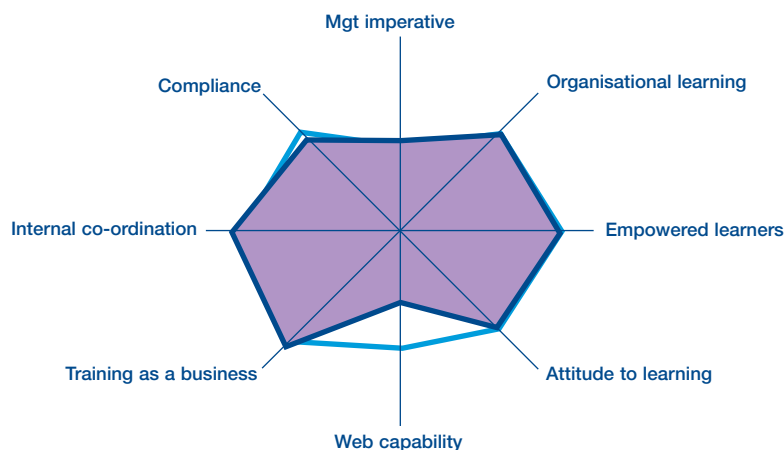 Mgt imperative
Compliance
Organisational learning
Internal co-ordination
Empowered learners
Training as a business
Attitude to learning
Web capability